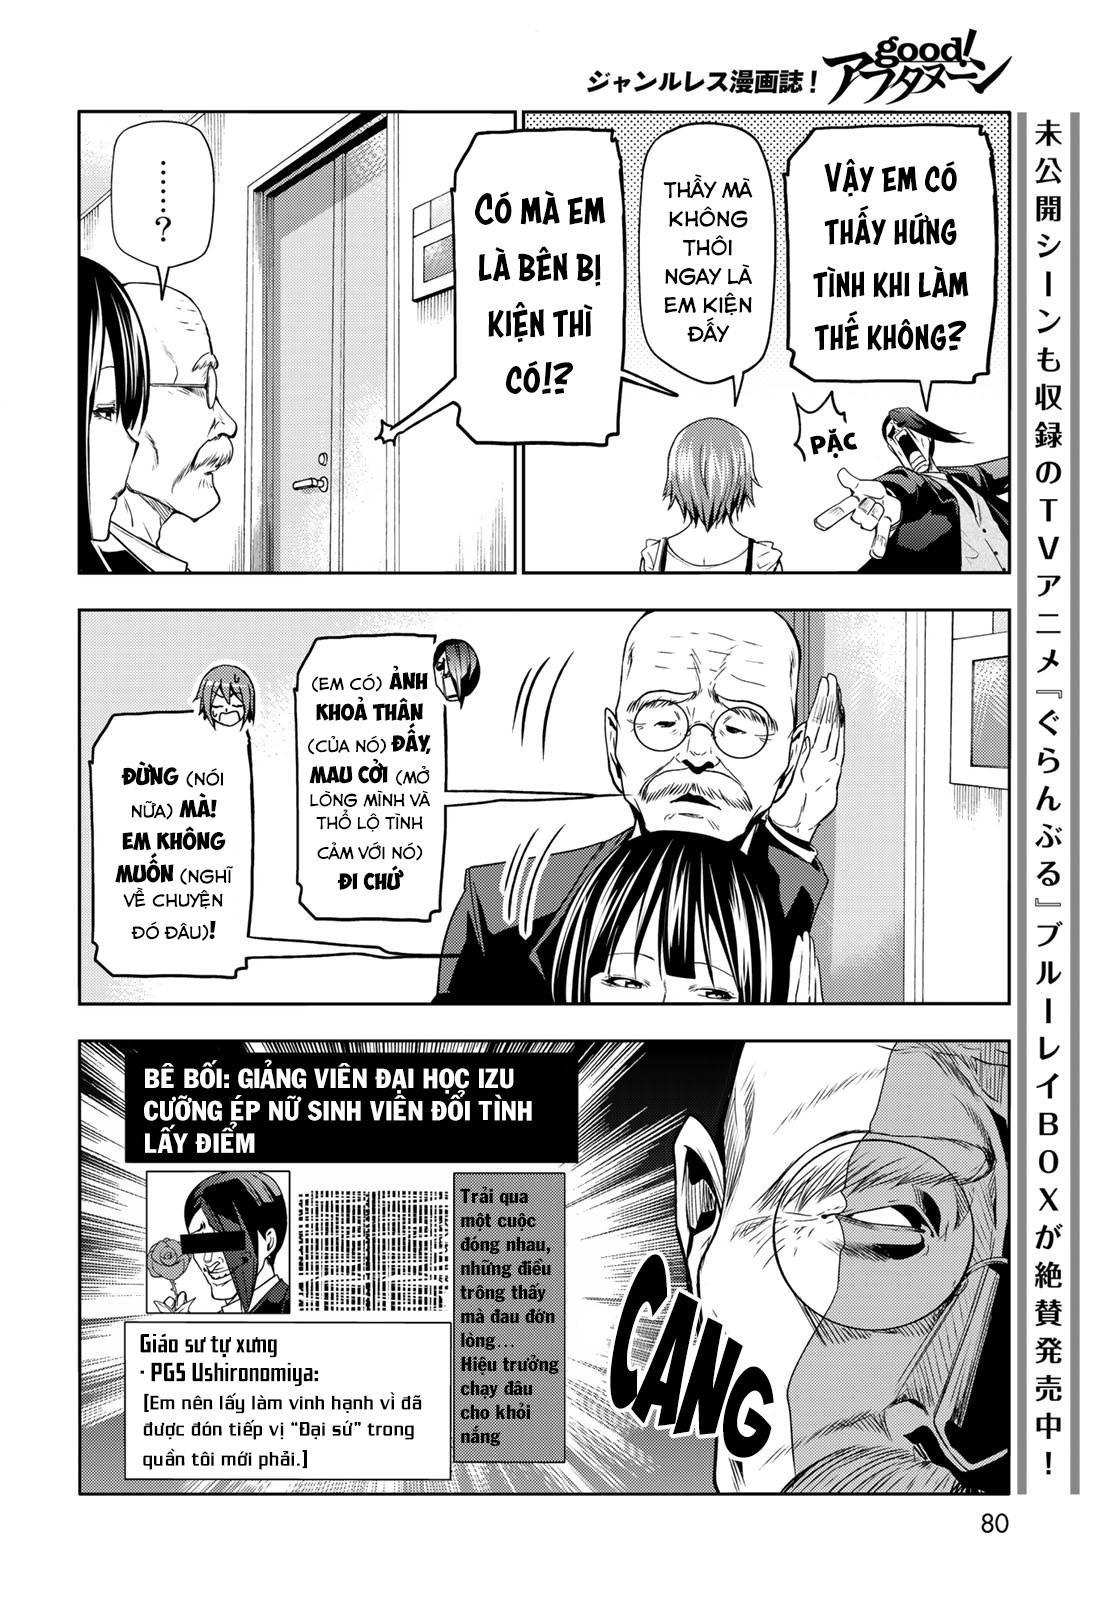 ジャンルレス漫画誌!
good!
アフタヌーン
未公開シーンも収録のTVアニメ『ぐらんぶる』ブルーレイBOXが絶賛発売中!
VẬY EM CÓ
THẤY HỨNG
TÌNH KHI LÀM
THẾ KHÔNG?
PẶC
THẦY MÀ
KHÔNG
THÔI
NGAY LÀ
EM KIỆN
ĐẤY
CÓ MÀ EM
LÀ BÊN BỊ
KIỆN THÌ
CÓ!?
……?
(EM CÓ) ẢNH
KHOẢ THÂN
(CỦA NÓ) ĐẤY,
MAU CỞI (MỞ
LÒNG MÌNH VÀ
THỔ LỘ TÌNH
CẢM VỚI NÓ)
ĐI CHỨ
ĐỪNG (NÓI
NỮA) MÀ!
EM KHÔNG
MUỐN (NGHĨ
VỀ CHUYỆN
ĐÓ ĐÂU)!
BÊ BỐI: GIẢNG VIÊN ĐẠI HỌC IZU
CƯỠNG ÉP NỮ SINH VIÊN ĐỔI TÌNH
LẤY ĐIỂM
Trải qua
một cuộc
đóng nhau,
những điều
trông thấy
mà đau đớn
lòng...
Hiệu trưởng
chạy đâu
cho khỏi
nắng
Giáo sư tự xưng
- PGS Ushironomiya:
[Em nên lấy làm vinh hạnh vì đã
được đón tiếp vị “Đại sứ” trong
quần tôi mới phải.]
CANG
80